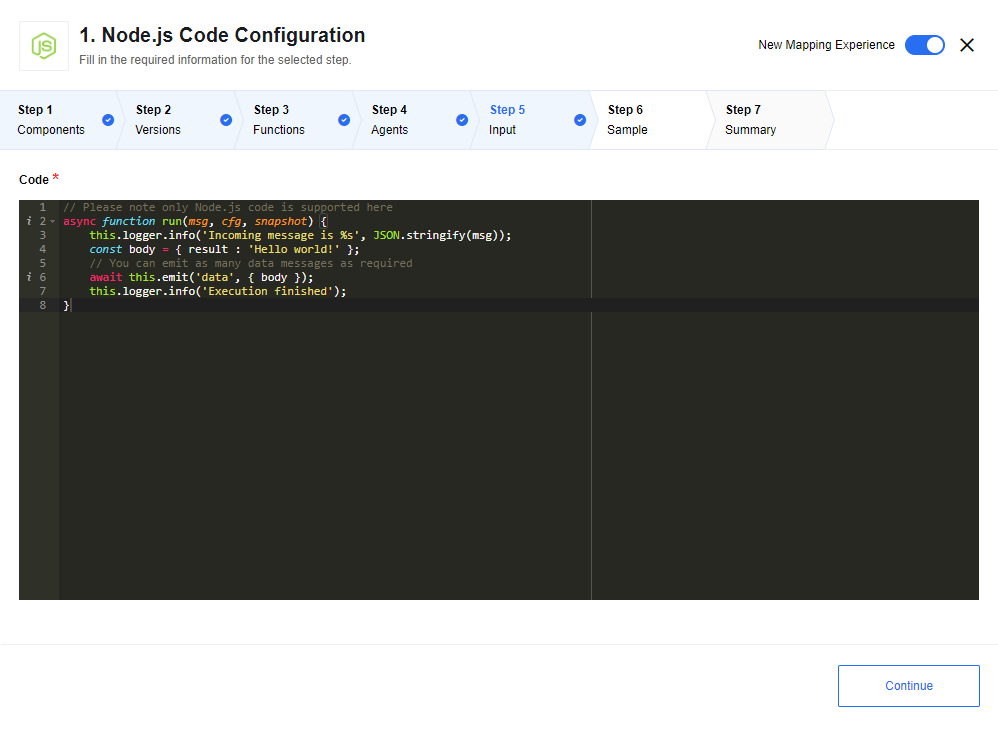 JS
1. Node.js Code Configuration
Fill in the required information for the selected step.
New Mapping Experience
Step 1
Components
Step 2
Versions
Step 3
Functions
Step 4
Agents
Step 5
Input
Step 6
Sample
Step 7
Summary
Code *
1 // Please note only Node.js code is supported here
i 2 async function run(msg, cfg, snapshot) {
3     this.logger.info('Incoming message is %s', JSON.stringify(msg));
4     const body = { result : 'Hello world!' };
5     // You can emit as many data messages as required
i 6     await this.emit('data', { body });
7     this.logger.info('Execution finished');
8 }
Continue